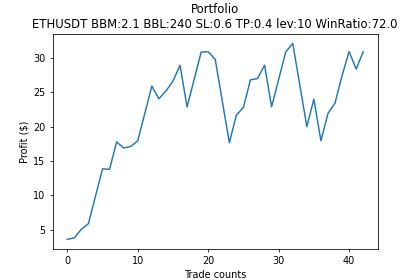 Portfolio
ETHUSDT BBM:2.1 BBL:240 SL:0.6 TP:0.4 lev:10 WinRatio:72.0
30
25
20
15
10
5
Profit ($)
0
10
20
30
40
Trade counts